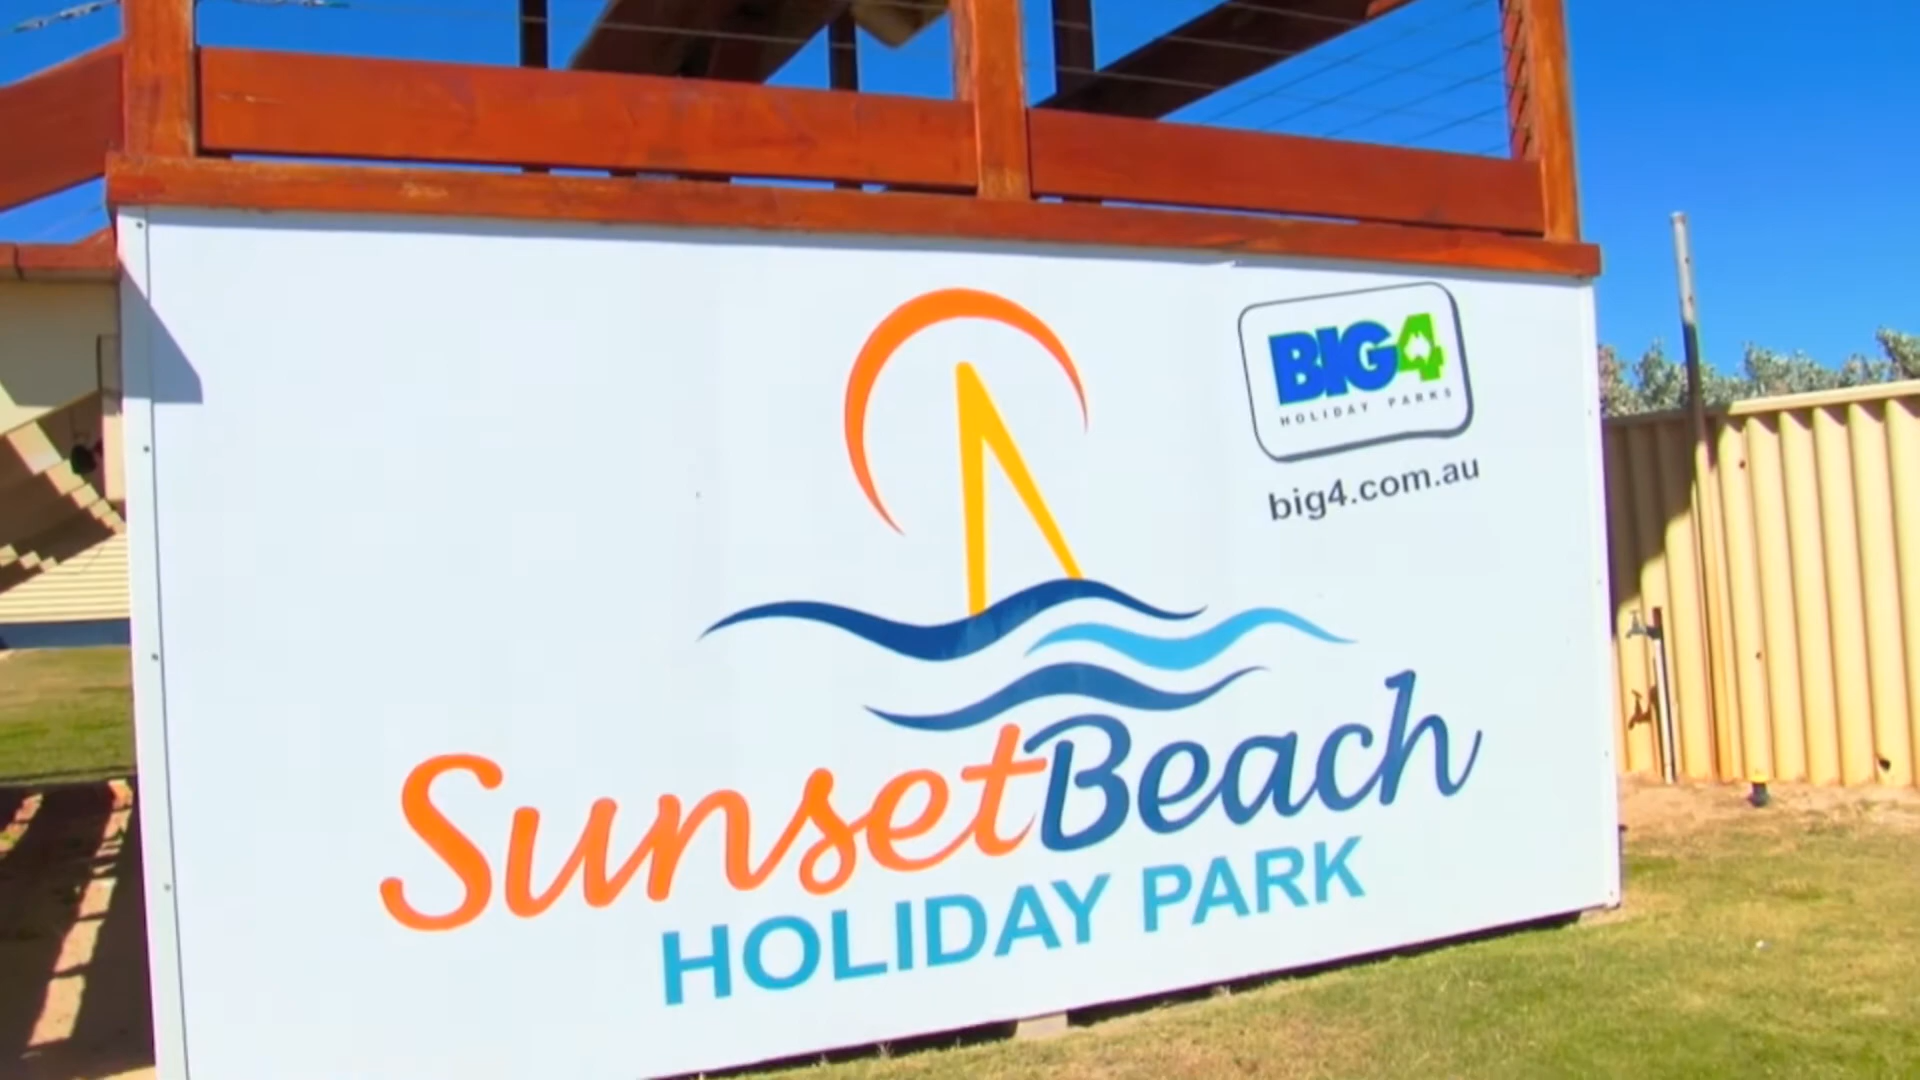 BIG4
HOLIDAY PARKS
big4.com.au
SunsetBeach
HOLIDAY PARK